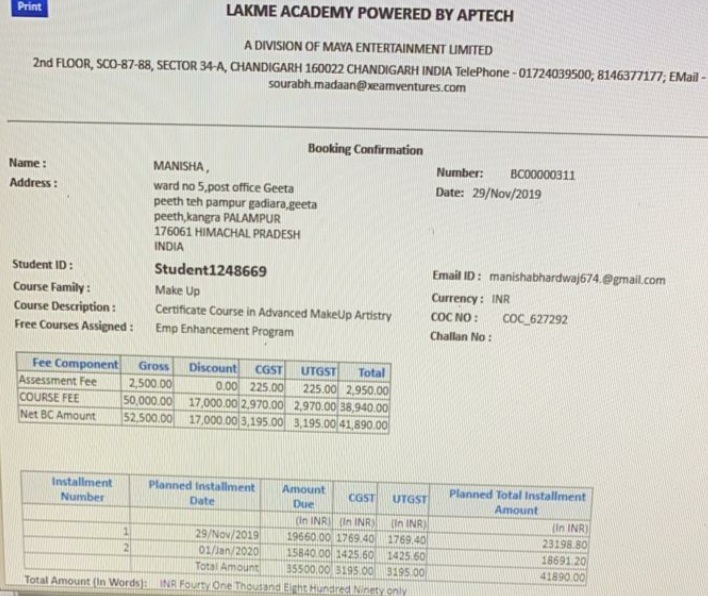 Print
LAKME ACADEMY POWERED BY APTECH
A DIVISION OF MAYA ENTERTAINMENT LIMITED
2nd FLOOR, SCO-87-88, SECTOR 34-A, CHANDIGARH 160022 CHANDIGARH INDIA TelePhone - 01724039500; 8146377177; EMail -
sourabh.madaan@xeamventures.com
Booking Confirmation
Name : MANISHA , Number: BC00000311
Address : ward no 5,post office Geeta Date: 29/Nov/2019
peeth teh pampur gadiara,geeta
peeth,kangra PALAMPUR
176061 HIMACHAL PRADESH
INDIA
Student ID : Student1248669 Email ID : manishabhardwaj674.@gmail.com
Course Family : Make Up Currency : INR
Course Description : Certificate Course in Advanced MakeUp Artistry COC NO : COC_627292
Free Courses Assigned : Emp Enhancement Program Challan No :
Fee Component Gross Discount CGST UTGST Total
Assessment Fee 2,500.00 0.00 225.00 225.00 2,950.00
COURSE FEE 50,000.00 17,000.00 2,970.00 2,970.00 38,940.00
Net BC Amount 52,500.00 17,000.00 3,195.00 3,195.00 41,890.00
Installment Number Planned Installment Date Amount Due CGST UTGST Planned Total Installment Amount
(In INR) (In INR) (In INR) (In INR)
1 29/Nov/2019 19660.00 1769.40 1769.40 23198.80
2 01/Jan/2020 15840.00 1425.60 1425.60 18691.20
Total Amount 35500.00 3195.00 3195.00 41890.00
Total Amount (In Words) : INR Fourty One Thousand Eight Hundred Ninety only